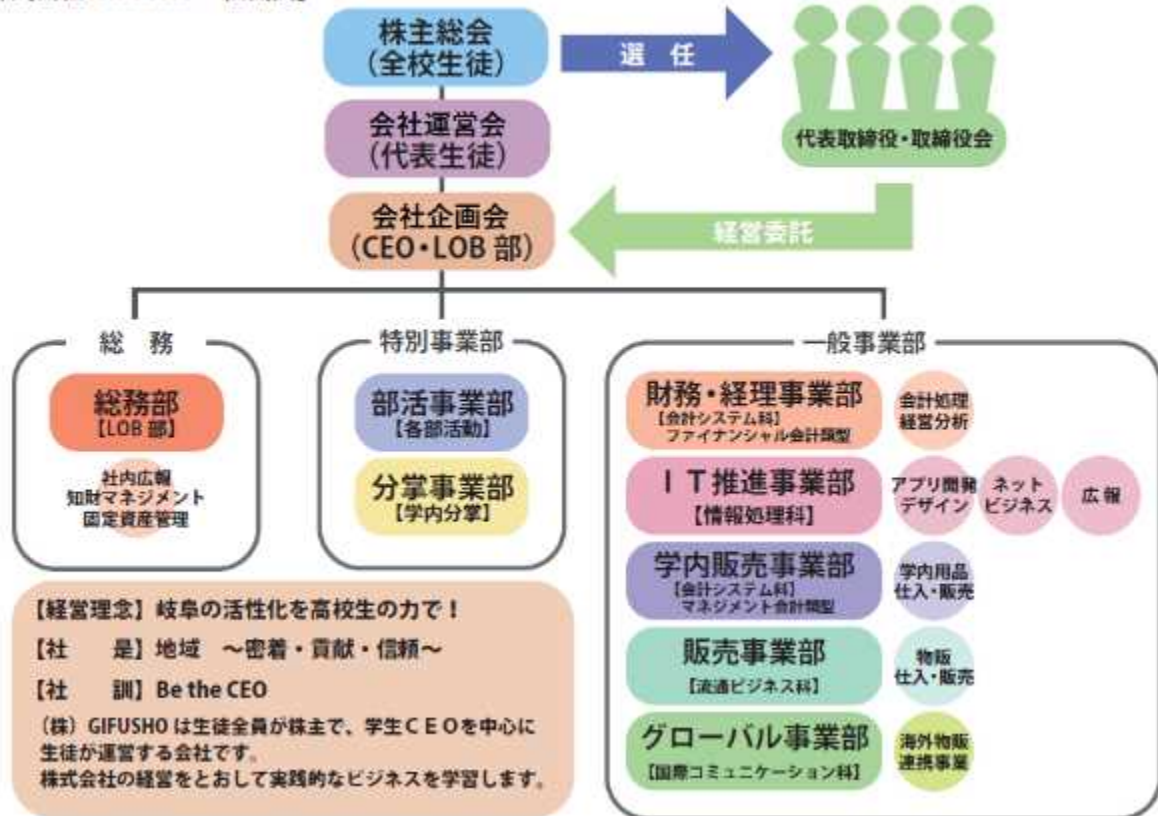 株主総会
(全校生徒)
選 任
代表取締役・取締役会
会社運営会
(代表生徒)
会社企画会
(CEO・LOB 部)
経営委託
総 務
総務部
【LOB 部】
社内広報
知財マネジメント
固定資産管理
特別事業部
部活事業部
【各部活動】
分掌事業部
【学内分掌】
一般事業部
財務・経理事業部
【会計システム科】
ファイナンシャル会計類型
会計処理
経営分析
IT推進事業部
【情報処理科】
アプリ開発
デザイン
ネット
ビジネス
広報
学内販売事業部
【会計システム科】
マネジメント会計類型
学内用品
仕入・販売
販売事業部
【流通ビジネス科】
物販
仕入・販売
グローバル事業部
【国際コミュニケーション科】
海外物販
連携事業
【経営理念】岐阜の活性化を高校生の力で!
【社 是】地域 ~密着・貢献・信頼~
【社 訓】Be the CEO
(株)GIFUSHO は生徒全員が株主で、学生CEOを中心に
生徒が運営する会社です。
株式会社の経営をとおして実践的なビジネスを学習します。